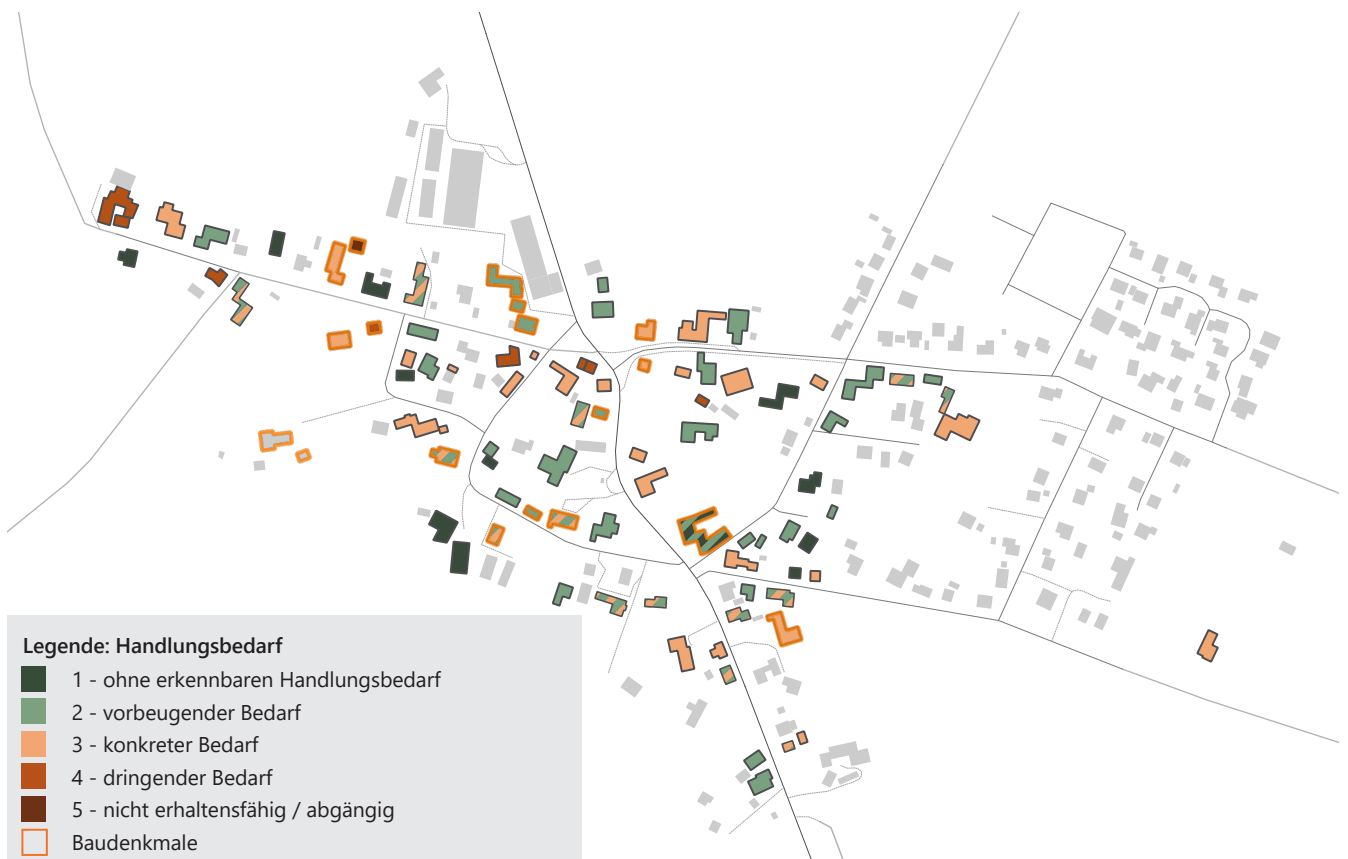 Legende: Handlungsbedarf
1 - ohne erkennbaren Handlungsbedarf
2 - vorbeugender Bedarf
3 - konkreter Bedarf
4 - dringender Bedarf
5 - nicht erhaltensfähig / abgängig
Baudenkmale